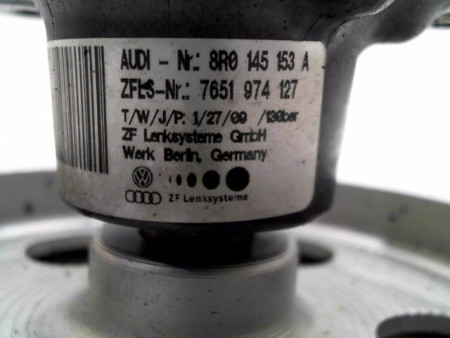 AUDI - Nr.: 8R0 145 153 A
ZFLS-Nr.: 7651 974 127
T/W/J/P: 1/27/09 /130bar
ZF Lenksysteme GmbH
Werk Berlin, Germany
ZF Lenksysteme